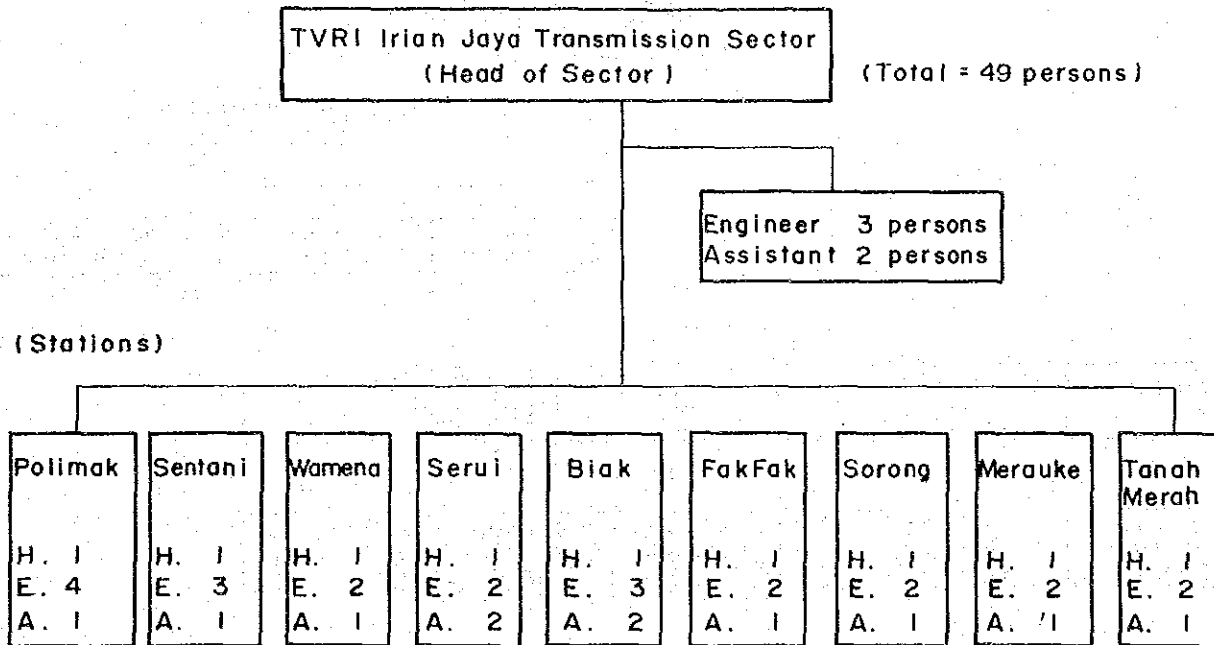 TVRI Irian Jaya Transmission Sector
(Head of Sector)
(Total = 49 persons)
Engineer 3 persons
Assistant 2 persons
(Stations)
Polimak
H. 1
E. 4
A. 1
Sentani
H. 1
E. 3
A. 1
Wamena
H. 1
E. 2
A. 1
Serui
H. 1
E. 2
A. 2
Biak
H. 1
E. 3
A. 2
FakFak
H. 1
E. 2
A. 1
Sorong
H. 1
E. 2
A. 1
Merauke
H. 1
E. 2
A. 1
Tanah
Merah
H. 1
E. 2
A. 1